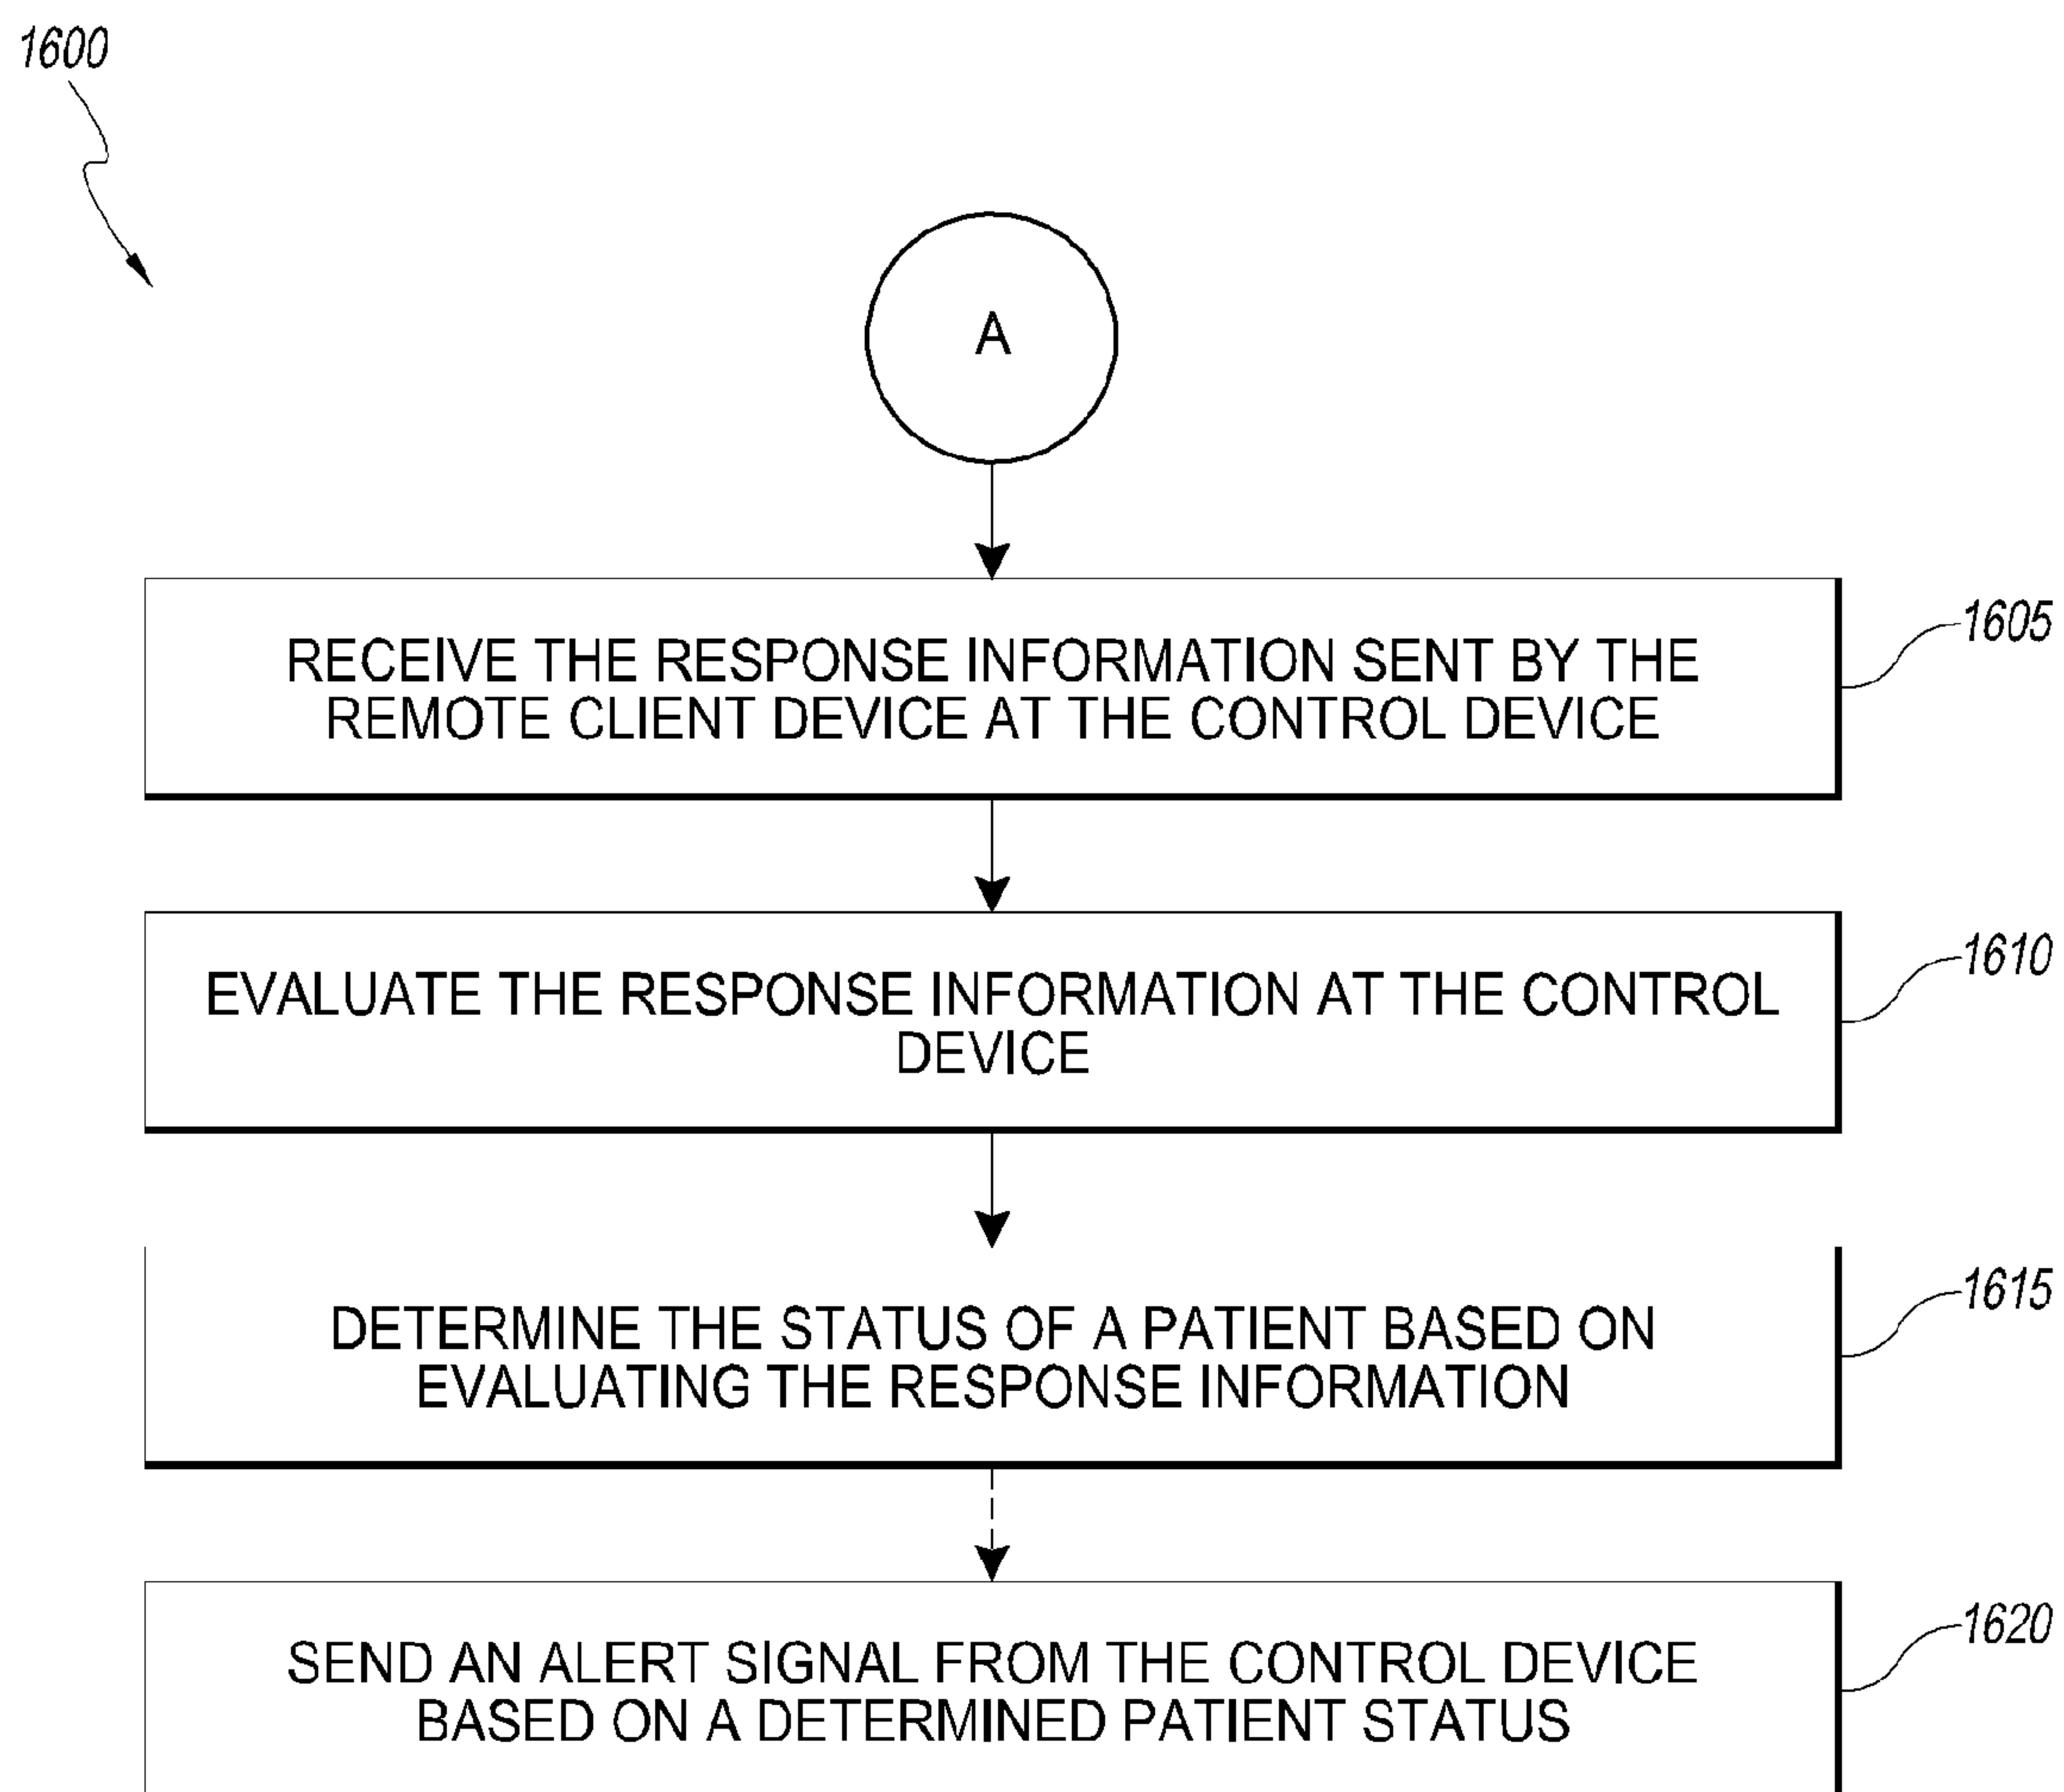 1600
A
RECEIVE THE RESPONSE INFORMATION SENT BY THE
REMOTE CLIENT DEVICE AT THE CONTROL DEVICE
1605
EVALUATE THE RESPONSE INFORMATION AT THE CONTROL
DEVICE
1610
DETERMINE THE STATUS OF A PATIENT BASED ON
EVALUATING THE RESPONSE INFORMATION
1615
SEND AN ALERT SIGNAL FROM THE CONTROL DEVICE
BASED ON A DETERMINED PATIENT STATUS
1620